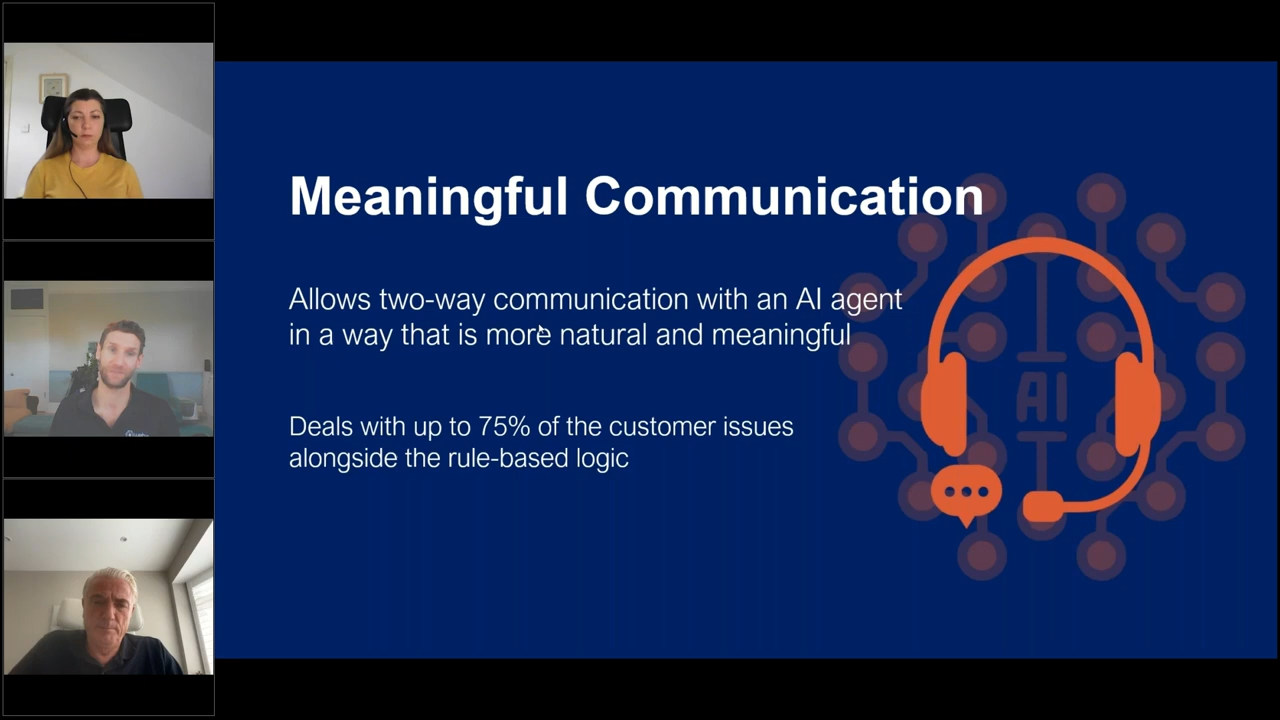 Meaningful Communication
Allows two-way communication with an AI agent
in a way that is more natural and meaningful
Deals with up to 75% of the customer issues
alongside the rule-based logic
AI